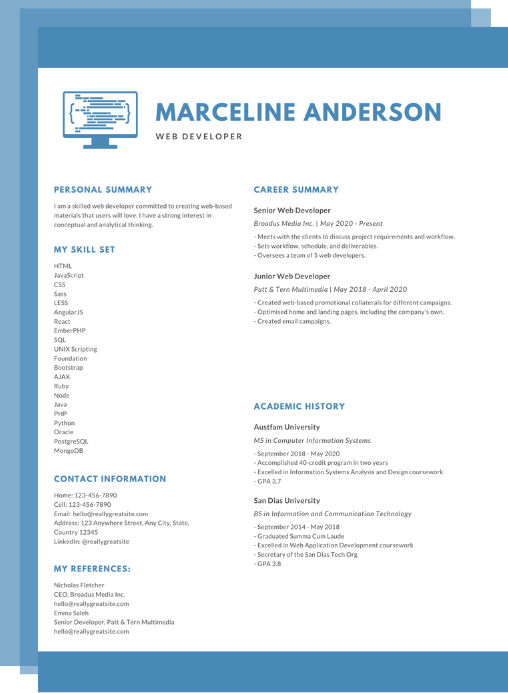 MARCELINE ANDERSON
WEB DEVELOPER
PERSONAL SUMMARY
I am a skilled web developer committed to creating web-based
materials that users will love. I have a strong interest in
conceptual and analytical thinking.
MY SKILL SET
HTML
JavaScript
CSS
Sass
LESS
AngularJS
React
EmberPHP
SQL
UNIX Scripting
Foundation
Bootstrap
AJAX
Ruby
Node
Java
PHP
Python
Oracle
PostgreSQL
MongoDB
CONTACT INFORMATION
Home: 123-456-7890
Cell: 123-456-7890
Email: hello@reallygreatsite.com
Address: 123 Anywhere Street, Any City, State,
Country 12345
LinkedIn: @reallygreatsite
MY REFERENCES:
Nicholas Fletcher
CEO, Broadus Media Inc.
hello@reallygreatsite.com
Emma Saleh
Senior Developer, Patt & Tern Multimedia
hello@reallygreatsite.com
CAREER SUMMARY
Senior Web Developer
Broadus Media Inc. | May 2020 - Present
- Meets with the clients to discuss project requirements and workflow.
- Sets workflow, schedule, and deliverables.
- Oversees a team of 5 web developers.
Junior Web Developer
Patt & Tern Multimedia | May 2018 - April 2020
- Created web-based promotional collaterals for different campaigns.
- Optimised home and landing pages, including the company's own.
- Created email campaigns.
ACADEMIC HISTORY
Austfam University
MS in Computer Information Systems
- September 2018 - May 2020
- Accomplished 40-credit program in two years
- Excelled in Information Systems Analysis and Design coursework
- GPA 3.7
San Dias University
BS in Information and Communication Technology
- September 2014 - May 2018
- Graduated Summa Cum Laude
- Excelled in Web Application Development coursework
- Secretary of the San Dias Tech Org
- GPA 3.8